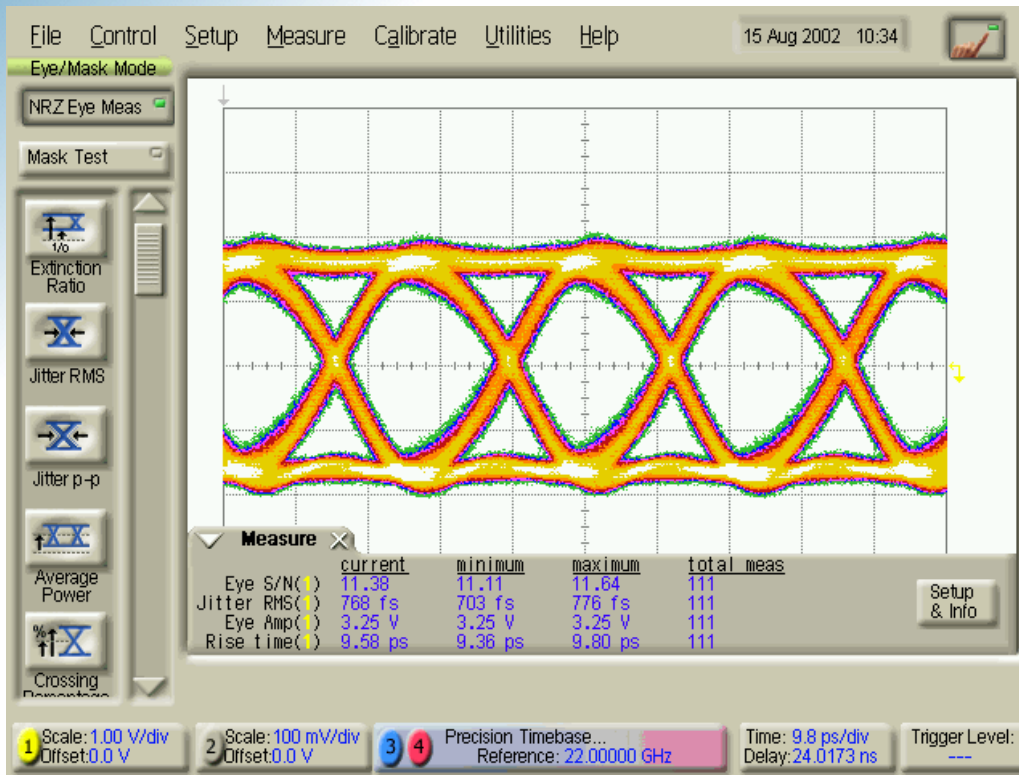 File Control Setup Measure Calibrate Utilities Help 15 Aug 2002 10:34
Eye/Mask Mode
NRZ Eye Meas
Mask Test
1/0
Extinction
Ratio
Jitter RMS
Jitter p-p
Average
Power
%
Crossing
Percentage
Measure
current minimum maximum total meas
Eye S/N(1) 11.38 11.11 11.64 111
Jitter RMS(1) 768 fs 703 fs 776 fs 111
Eye Amp(1) 3.25 V 3.25 V 3.25 V 111
Rise time(1) 9.58 ps 9.36 ps 9.80 ps 111
Setup
& Info
1 Scale:1.00 V/div
Offset:0.0 V
2 Scale:100 mV/div
Offset:0.0 V
3 4 Precision Timebase...
Reference: 22.00000 GHz
Time: 9.8 ps/div
Delay:24.0173 ns
Trigger Level:
---